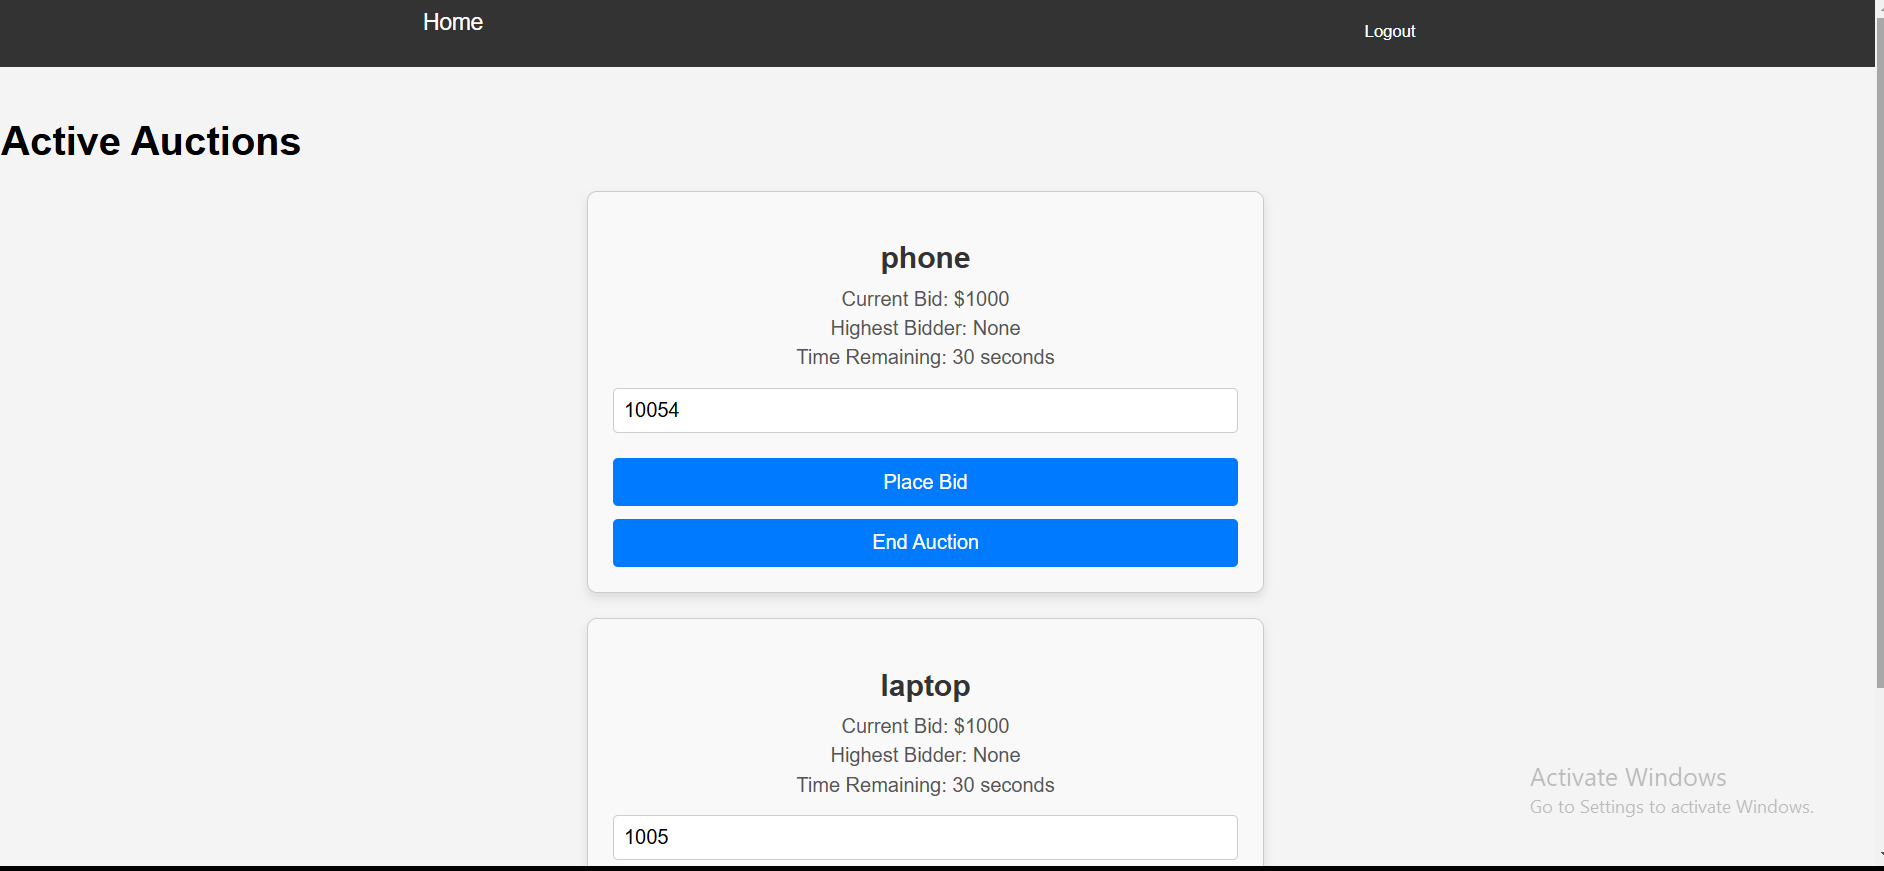 Home
Logout
Active Auctions
phone
Current Bid: $1000
Highest Bidder: None
Time Remaining: 30 seconds
10054
Place Bid
End Auction
laptop
Current Bid: $1000
Highest Bidder: None
Time Remaining: 30 seconds
1005
Activate Windows
Go to Settings to activate Windows.